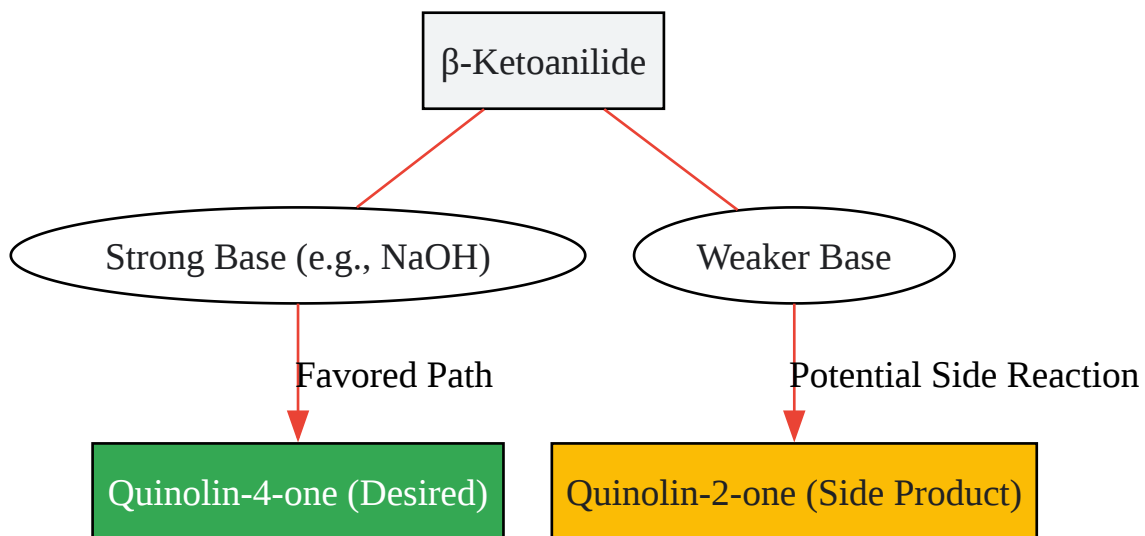 β-Ketoanilide
Strong Base (e.g., NaOH)
Weaker Base
Favored Path
Potential Side Reaction
Quinolin-4-one (Desired)
Quinolin-2-one (Side Product)